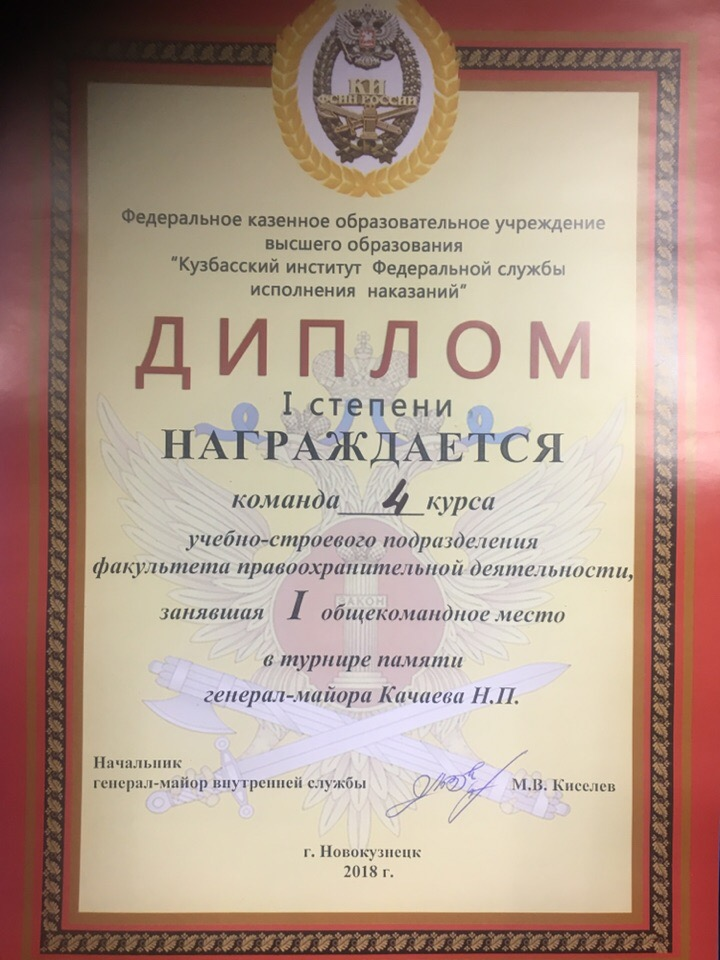 КИ
ФСИН РОССИИ
Федеральное казенное образовательное учреждение
высшего образования
"Кузбасский институт Федеральной службы
исполнения наказаний"
ДИПЛОМ
I степени
НАГРАЖДАЕТСЯ
команда 4 курса
учебно-строевого подразделения
факультета правоохранительной деятельности,
занявшая I общекомандное место
ЗАКОН
в турнире памяти
генерал-майора Качаева Н.П.
Начальник
генерал-майор внутренней службы М.В. Киселев
г. Новокузнецк
2018 г.